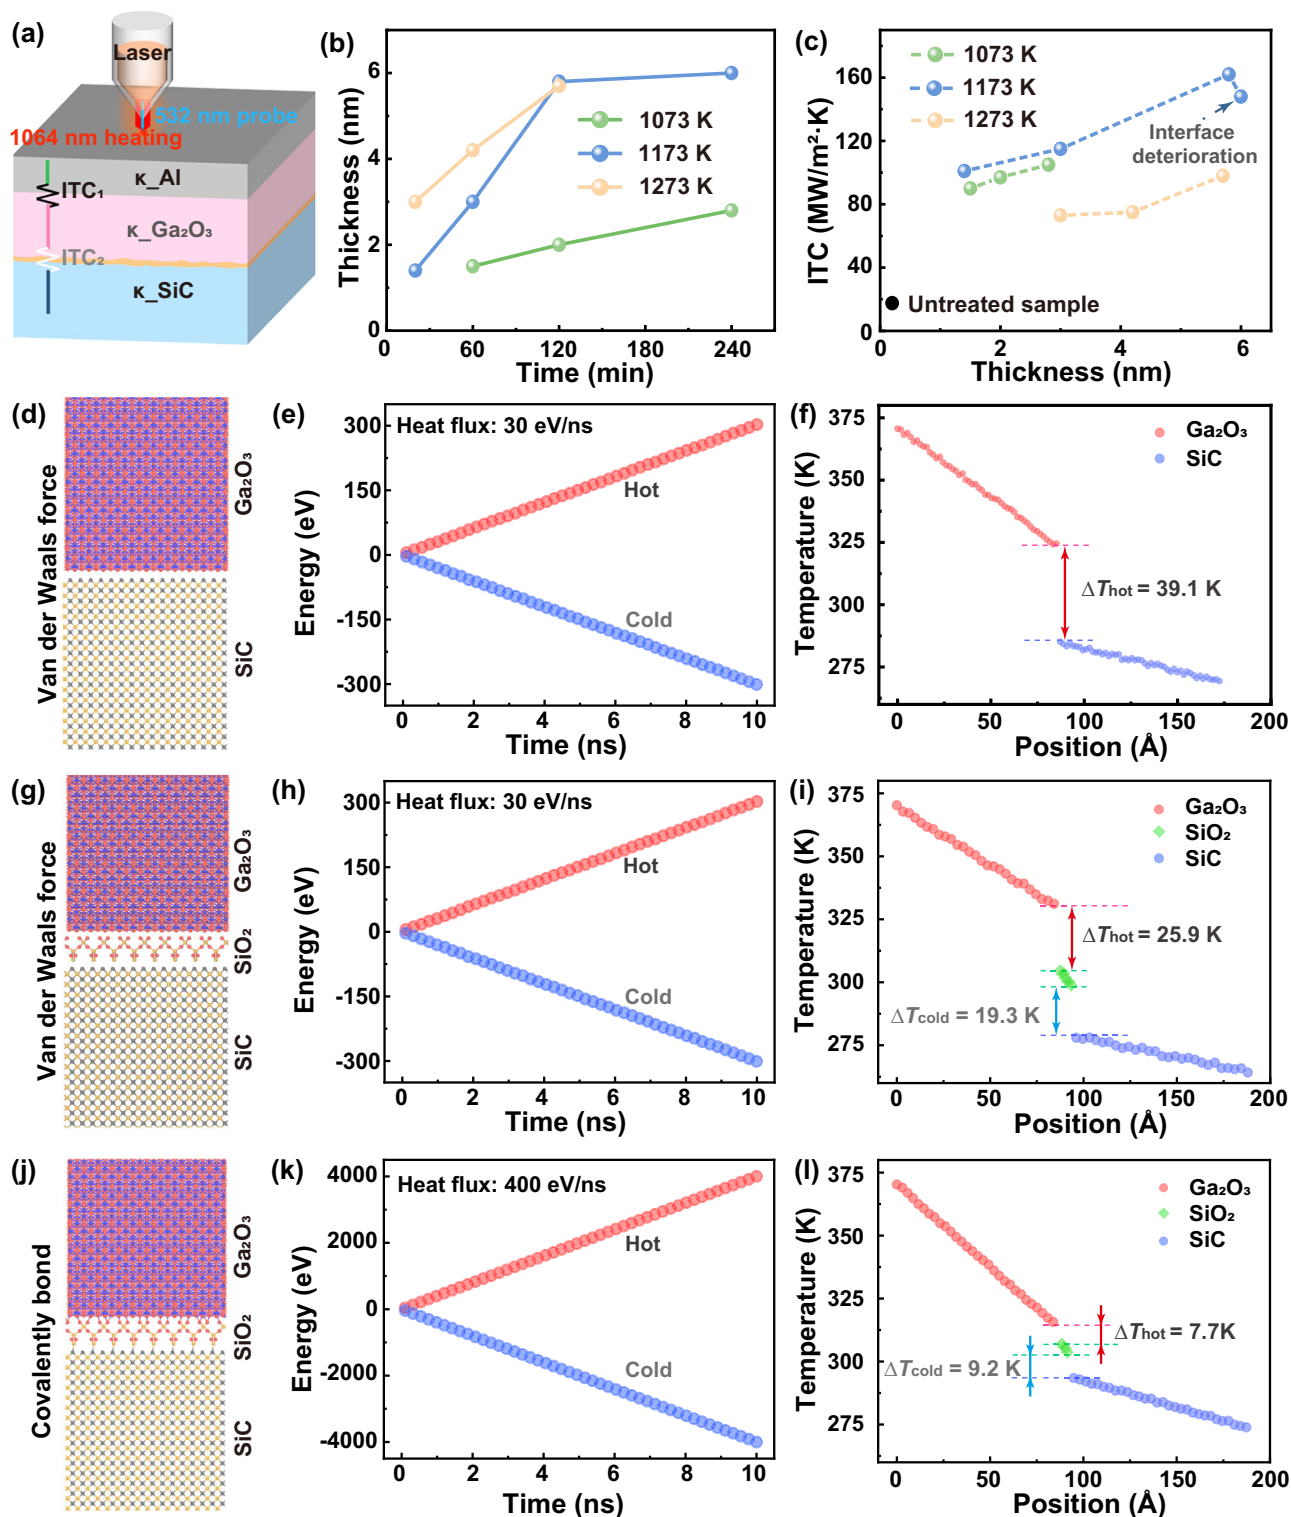 (a)
Laser
532 nm probe
1064 nm heating
κ_Al
ITC₁
κ_Ga₂O₃
ITC₂
κ_SiC
(b)
Thickness (nm)
6
4
2
0
1073 K
1173 K
1273 K
0 60 120 180 240
Time (min)
(c)
ITC (MW/m²·K)
160
120
80
40
0
1073 K
1173 K
1273 K
Interface
deterioration
Untreated sample
0 2 4 6
Thickness (nm)
(d)
Van der Waals force
Ga₂O₃
SiC
(e)
Heat flux: 30 eV/ns
Energy (eV)
300
150
0
-150
-300
Hot
Cold
0 2 4 6 8 10
Time (ns)
(f)
Temperature (K)
375
350
325
300
275
Ga₂O₃
SiC
ΔThot = 39.1 K
0 50 100 150 200
Position (Å)
(g)
Van der Waals force
Ga₂O₃
SiO₂
SiC
(h)
Heat flux: 30 eV/ns
Energy (eV)
300
150
0
-150
-300
Hot
Cold
0 2 4 6 8 10
Time (ns)
(i)
Temperature (K)
375
350
325
300
275
Ga₂O₃
SiO₂
SiC
ΔThot = 25.9 K
ΔTcold = 19.3 K
0 50 100 150 200
Position (Å)
(j)
Covalently bond
Ga₂O₃
SiO₂
SiC
(k)
Heat flux: 400 eV/ns
Energy (eV)
4000
2000
0
-2000
-4000
Hot
Cold
0 2 4 6 8 10
Time (ns)
(l)
Temperature (K)
375
350
325
300
275
Ga₂O₃
SiO₂
SiC
ΔThot = 7.7K
ΔTcold = 9.2 K
0 50 100 150 200
Position (Å)